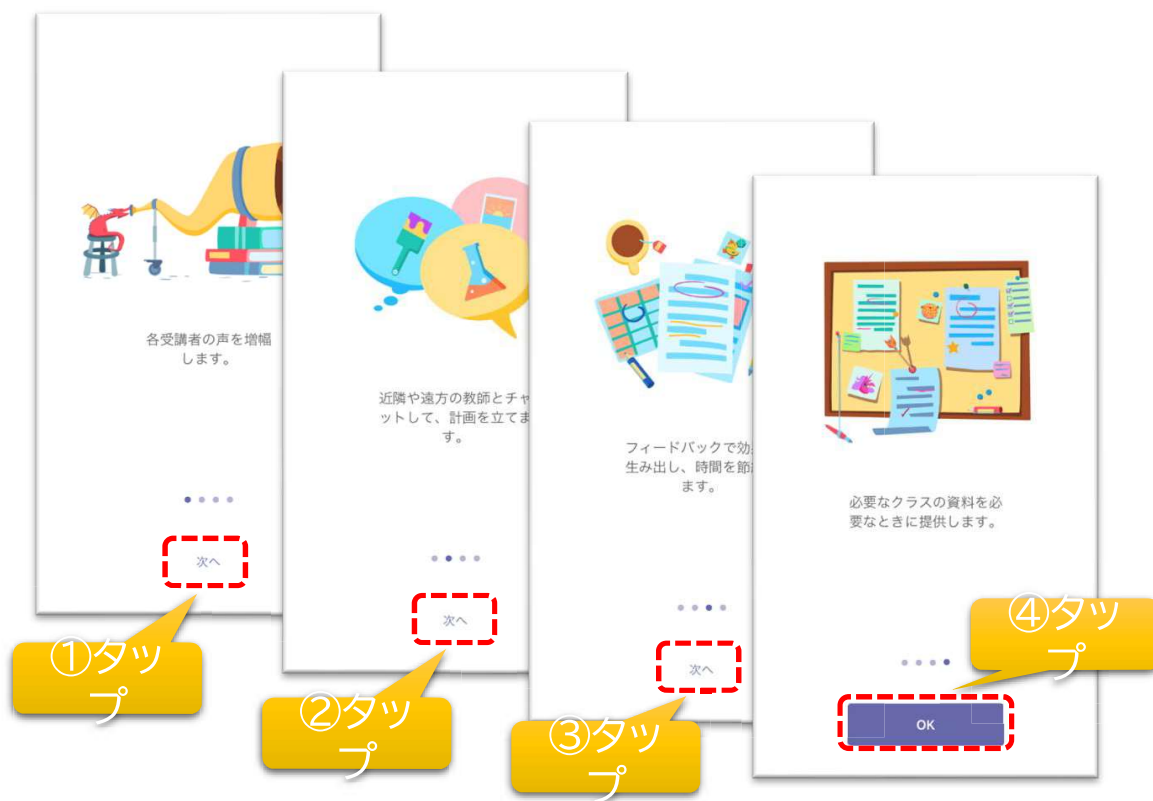 各受講者の声を増幅
します。
次へ
①タッ
プ
近隣や遠方の教師とチャ
ットして、計画を立てま
す。
次へ
②タッ
プ
フィードバックで効
生み出し、時間を節
ます。
次へ
③タッ
プ
必要なクラスの資料を必
要なときに提供します。
OK
④タッ
プ